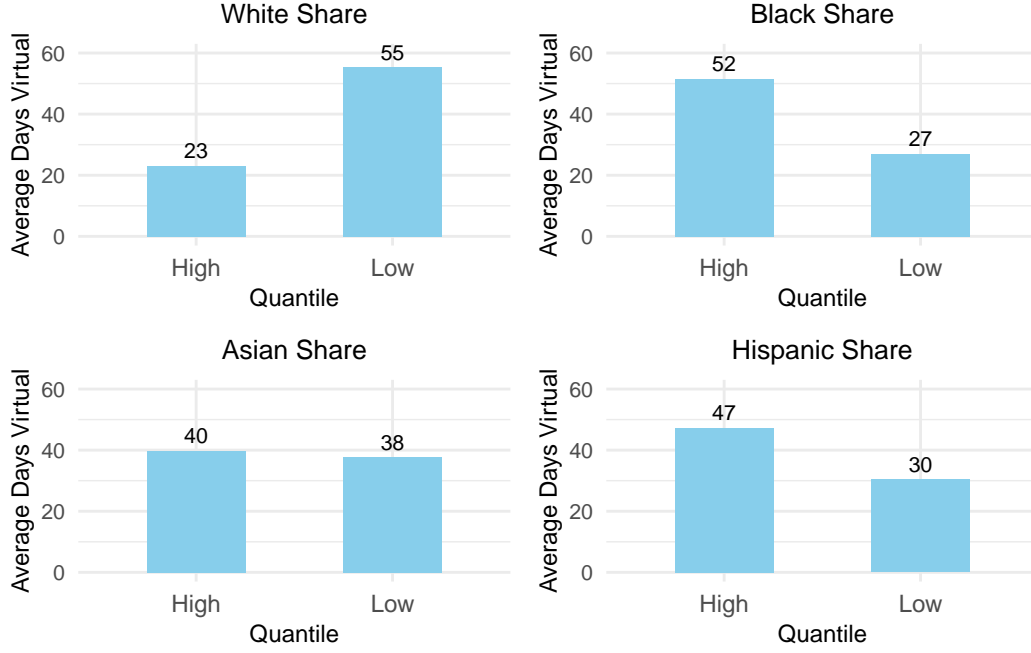 White Share
Average Days Virtual
60
40
20
0
23
55
High
Low
Quantile
Black Share
Average Days Virtual
60
40
20
0
52
27
High
Low
Quantile
Asian Share
Average Days Virtual
60
40
20
0
40
38
High
Low
Quantile
Hispanic Share
Average Days Virtual
60
40
20
0
47
30
High
Low
Quantile